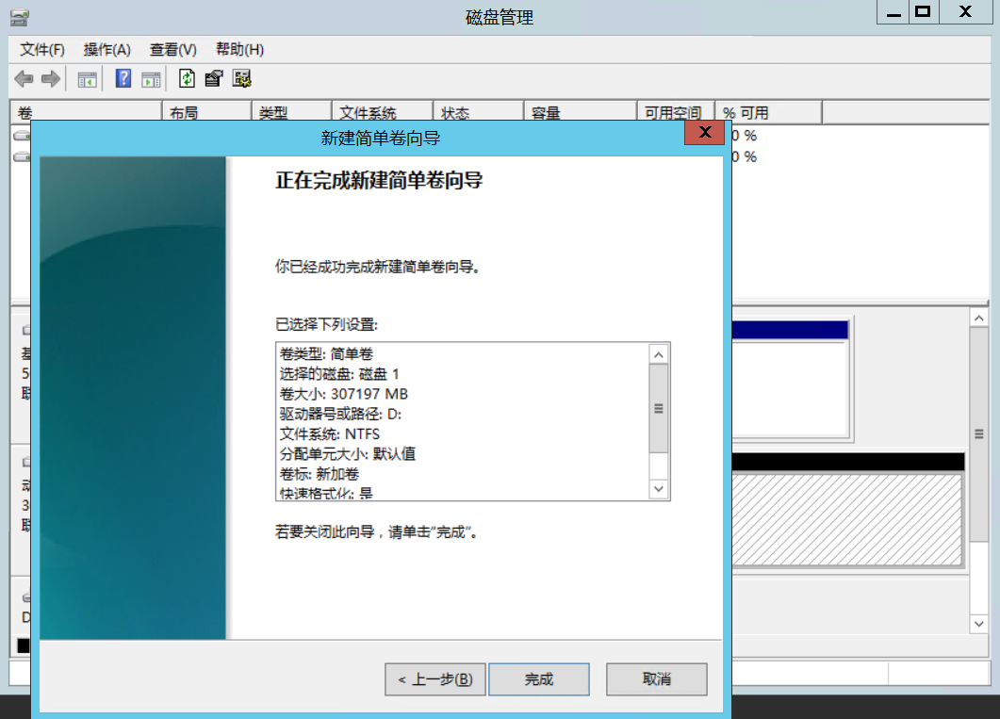 磁盘管理
文件(F) 操作(A) 查看(V) 帮助(H)
卷 布局 类型 文件系统 状态 容量 可用空间 % 可用
0 %
0 %
新建简单卷向导
正在完成新建简单卷向导
你已经成功完成新建简单卷向导。
已选择下列设置:
卷类型: 简单卷
选择的磁盘: 磁盘 1
卷大小: 307197 MB
驱动器号或路径: D:
文件系统: NTFS
分配单元大小: 默认值
卷标: 新加卷
快速格式化: 是
若要关闭此向导，请单击"完成"。
< 上一步(B) 完成 取消